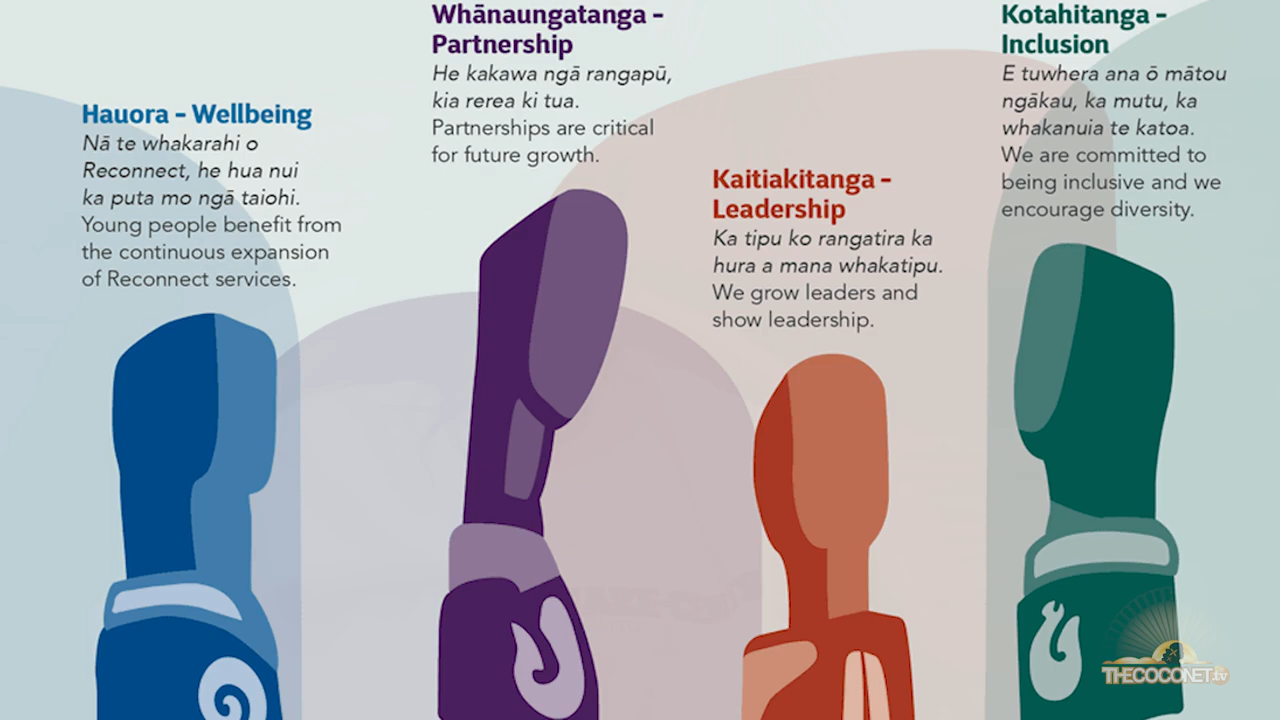 Hauora – Wellbeing
Nā te whakarahi o
Reconnect, he hua nui
ka puta mo ngā taiohi.
Young people benefit from
the continuous expansion
of Reconnect services.
Whānaungatanga –
Partnership
He kakawa ngā rangapū,
kia rerea ki tua.
Partnerships are critical
for future growth.
Kaitiakitanga –
Leadership
Ka tipu ko rangatira ka
hura a mana whakatipu.
We grow leaders and
show leadership.
Kotahitanga –
Inclusion
E tuwhera ana ō mātou
ngākau, ka mutu, ka
whakanuia te katoa.
We are committed to
being inclusive and we
encourage diversity.
THECOCONET.tv